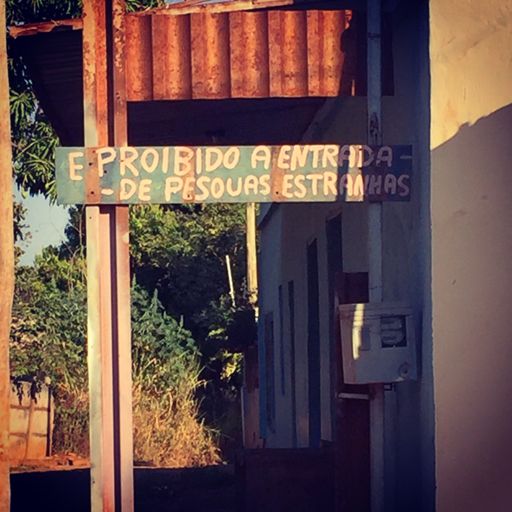 E PROIBIDO A ENTRADA -
- DE PESOUAS ESTRANHAS